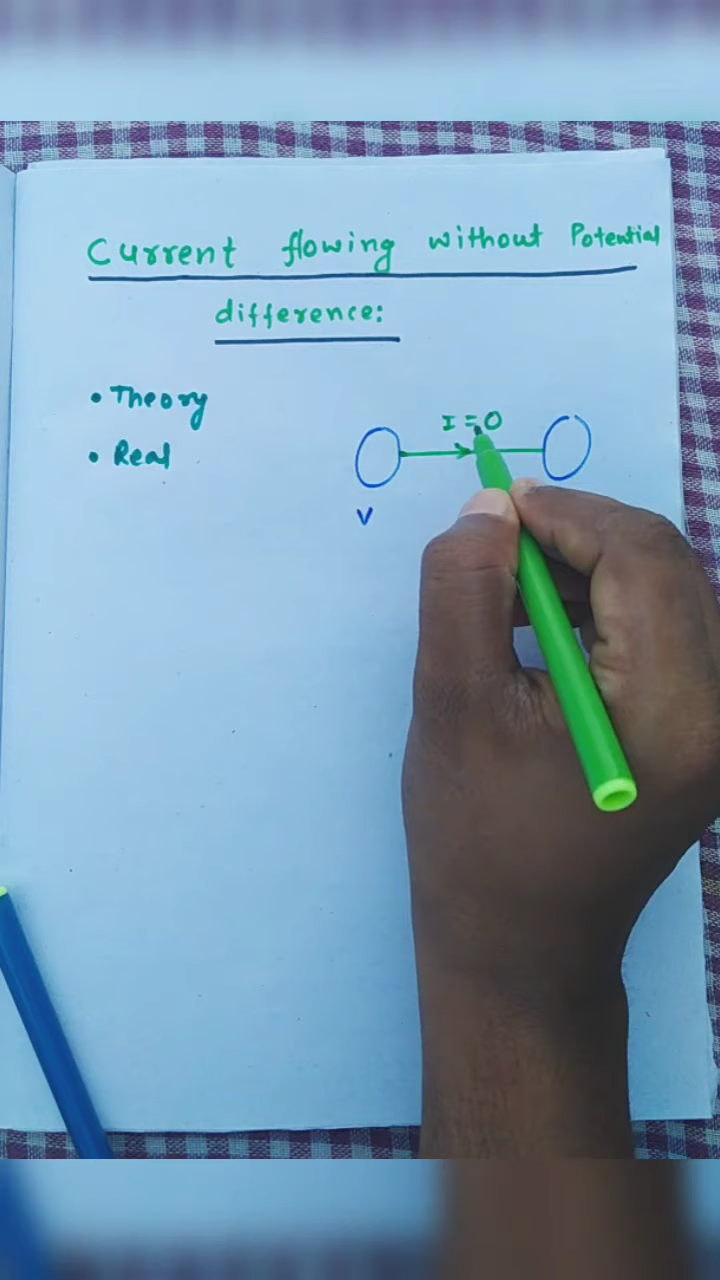 Current flowing without Potential
difference:
• Theory
• Real
I = 0
V